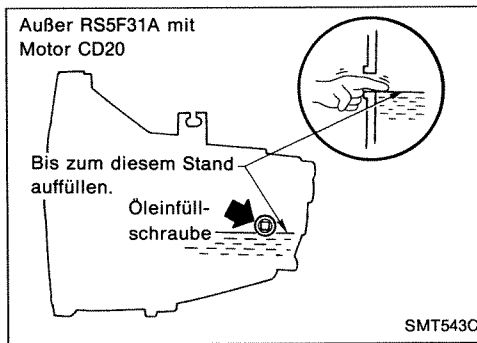 Außer RS5F31A mit
Motor CD20
Bis zum diesem Stand
auffüllen.
Öleinfüll-
schraube
SMT543C